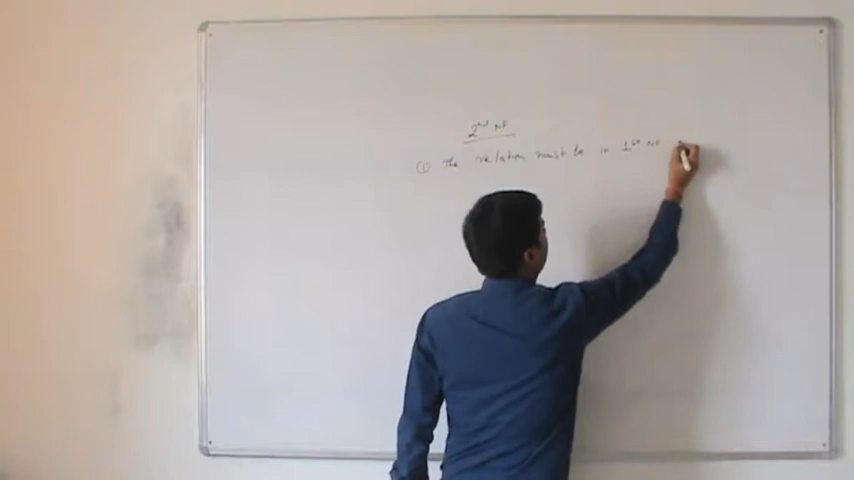 2nd NF
(1) The relation must be in 1st NF